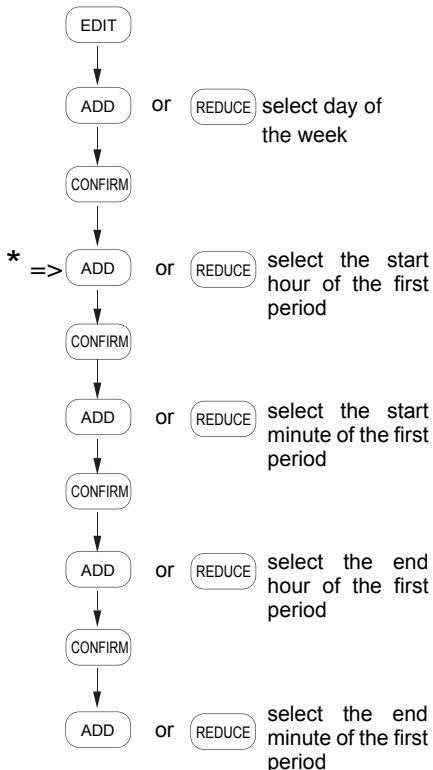 EDIT
ADD or REDUCE select day of
the week
CONFIRM
* => ADD or REDUCE select the start
hour of the first
period
CONFIRM
ADD or REDUCE select the start
minute of the first
period
CONFIRM
ADD or REDUCE select the end
hour of the first
period
CONFIRM
ADD or REDUCE select the end
minute of the first
period